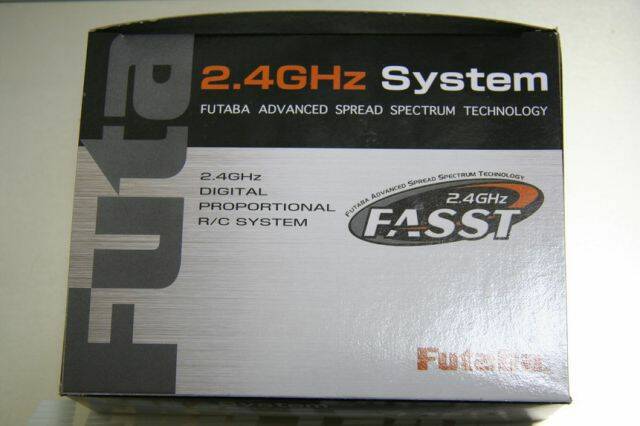 Futa
2.4GHz System
FUTABA ADVANCED SPREAD SPECTRUM TECHNOLOGY
2.4GHz
DIGITAL
PROPORTIONAL
R/C SYSTEM
FUTABA ADVANCED SPREAD SPECTRUM TECHNOLOGY
2.4GHz
FASST
Futaba